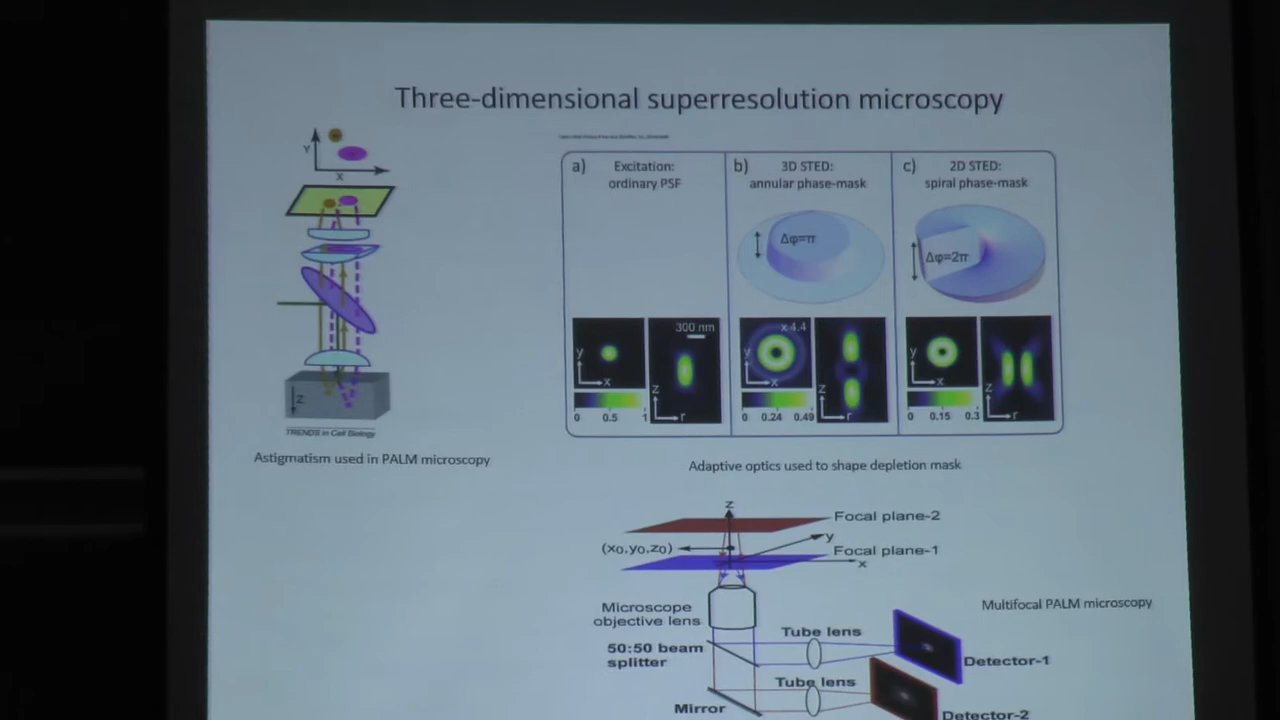 Three-dimensional superresolution microscopy
Y
X
Z
TRENDS in Cell Biology
Astigmatism used in PALM microscopy
a) Excitation:
ordinary PSF
b) 3D STED:
annular phase-mask
c) 2D STED:
spiral phase-mask
Δφ=π
Δφ=2π
y
x
300 nm
z
r
0 0.5 1
x 4.4
y
x
z
r
0 0.24 0.49
y
x
z
r
0 0.15 0.3
Adaptive optics used to shape depletion mask
z
Focal plane-2
(x₀,y₀,z₀)
y
Focal plane-1
x
Microscope
objective lens
Multifocal PALM microscopy
Tube lens
50:50 beam
splitter
Detector-1
Tube lens
Mirror
Detector-2